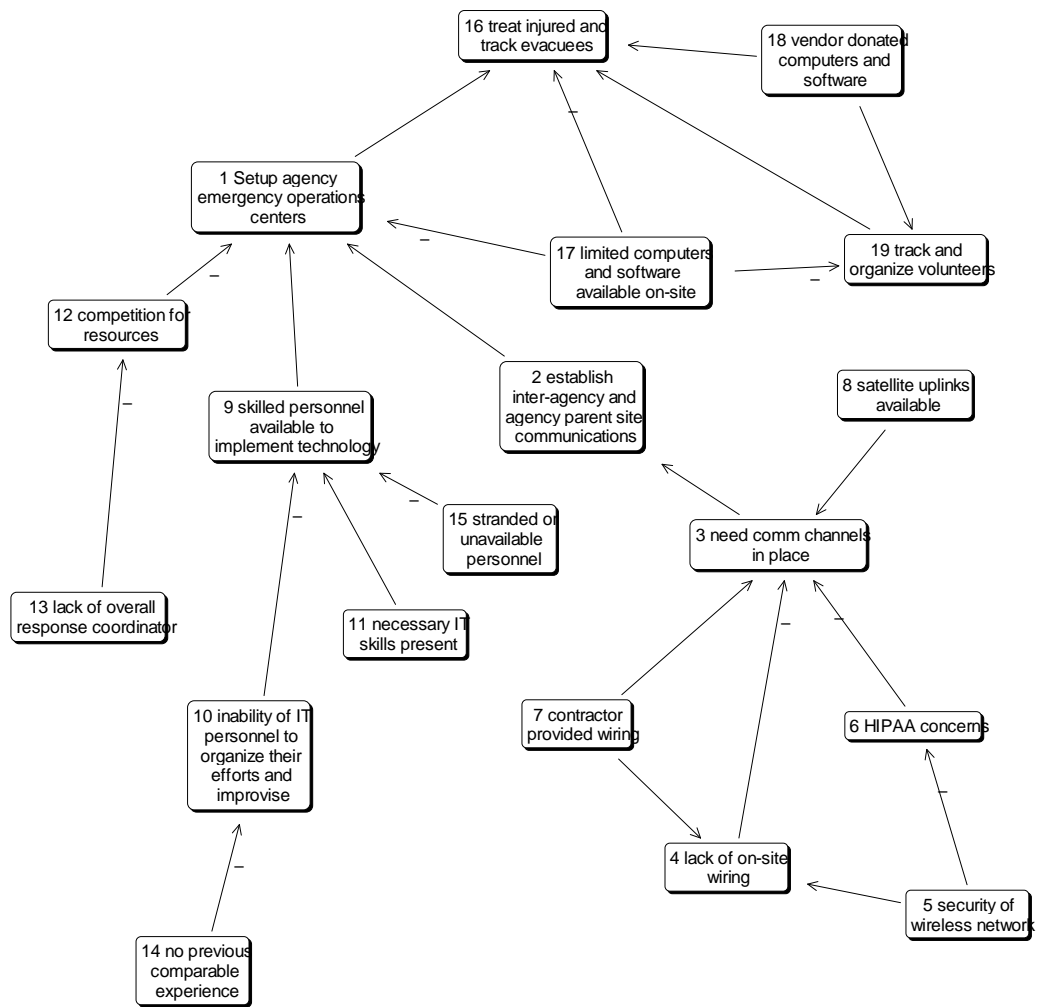 16 treat injured and
track evacuees
18 vendor donated
computers and
software
1 Setup agency
emergency operations
centers
17 limited computers
and software
available on-site
19 track and
organize volunteers
12 competition for
resources
2 establish
inter-agency and
agency parent site
communications
8 satellite uplinks
available
9 skilled personnel
available to
implement technology
15 stranded or
unavailable
personnel
3 need comm channels
in place
13 lack of overall
response coordinator
11 necessary IT
skills present
10 inability of IT
personnel to
organize their
efforts and
improvise
7 contractor
provided wiring
6 HIPAA concerns
4 lack of on-site
wiring
5 security of
wireless network
14 no previous
comparable
experience